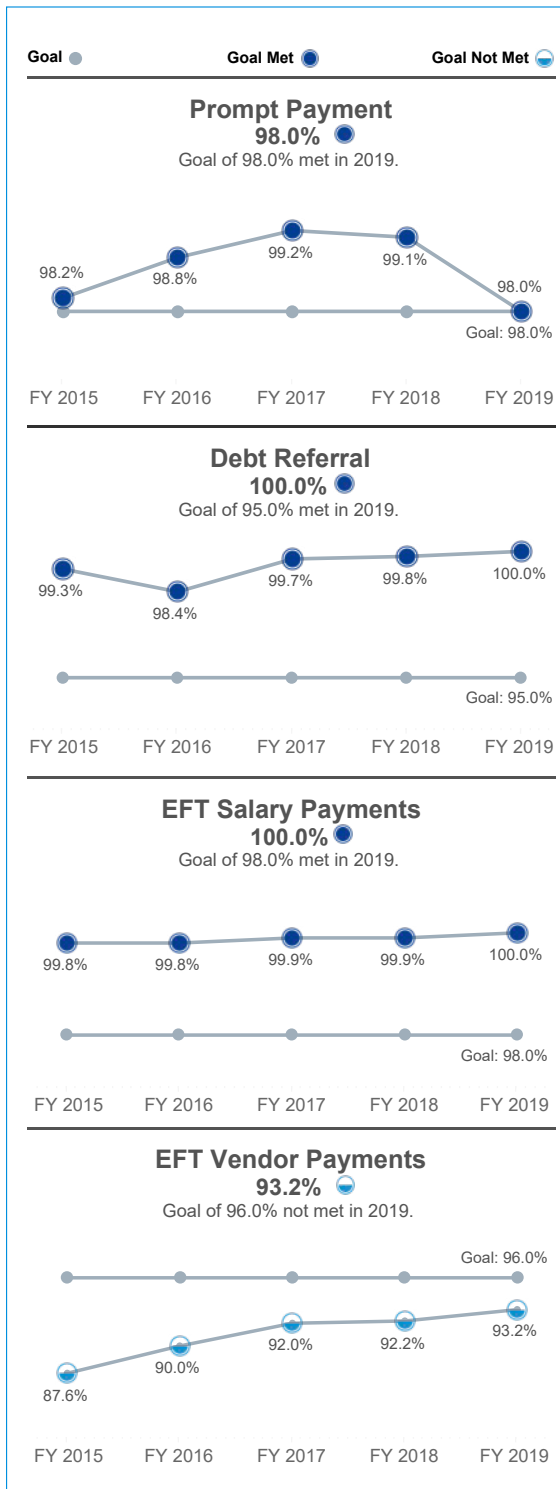 Goal Goal Met Goal Not Met
Prompt Payment
98.0%
Goal of 98.0% met in 2019.
98.2% 98.8% 99.2% 99.1% 98.0%
Goal: 98.0%
FY 2015 FY 2016 FY 2017 FY 2018 FY 2019
Debt Referral
100.0%
Goal of 95.0% met in 2019.
99.3% 98.4% 99.7% 99.8% 100.0%
Goal: 95.0%
FY 2015 FY 2016 FY 2017 FY 2018 FY 2019
EFT Salary Payments
100.0%
Goal of 98.0% met in 2019.
99.8% 99.8% 99.9% 99.9% 100.0%
Goal: 98.0%
FY 2015 FY 2016 FY 2017 FY 2018 FY 2019
EFT Vendor Payments
93.2%
Goal of 96.0% not met in 2019.
Goal: 96.0%
87.6% 90.0% 92.0% 92.2% 93.2%
FY 2015 FY 2016 FY 2017 FY 2018 FY 2019